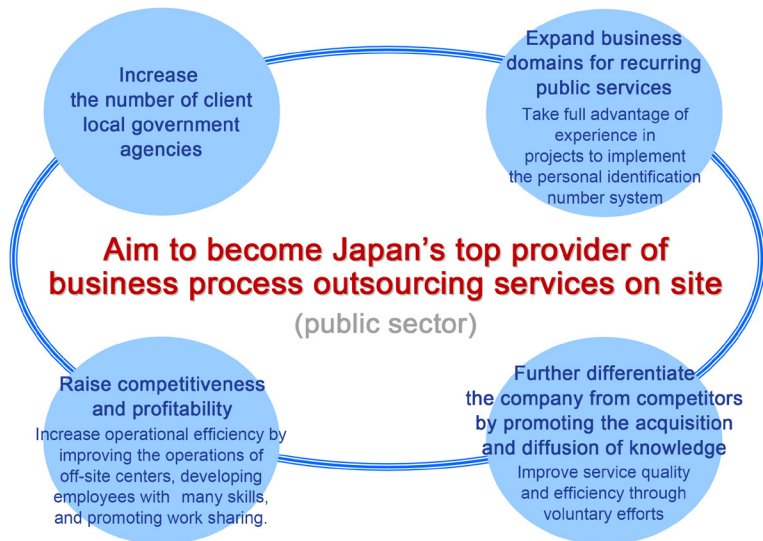 Increase
the number of client
local government
agencies
Expand business
domains for recurring
public services
Take full advantage of
experience in
projects to implement
the personal identification
number system
Aim to become Japan's top provider of
business process outsourcing services on site
(public sector)
Raise competitiveness
and profitability
Increase operational efficiency by
improving the operations of
off-site centers, developing
employees with many skills,
and promoting work sharing.
Further differentiate
the company from competitors
by promoting the acquisition
and diffusion of knowledge
Improve service quality
and efficiency through
voluntary efforts